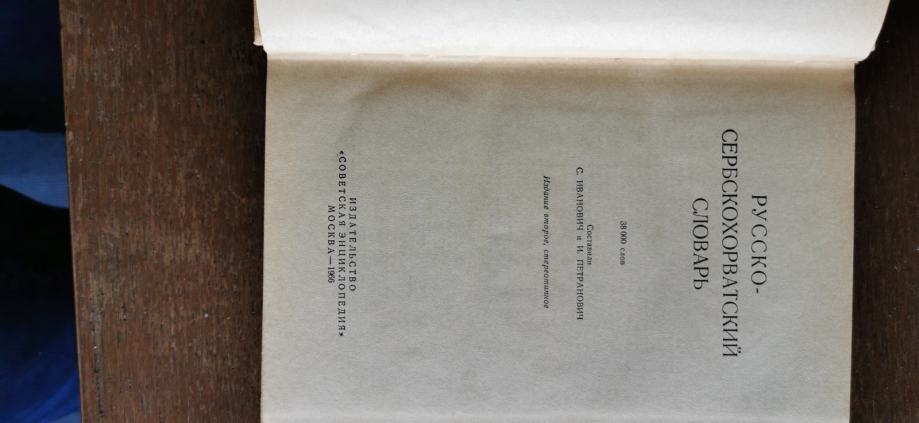 РУССКО-
СЕРБСКОХОРВАТСКИЙ
СЛОВАРЬ
38 000 слов
Составили
С. ИВАНОВИЧ и И. ПЕТРАНОВИЧ
Издание второе, стереотипное
ИЗДАТЕЛЬСТВО
«СОВЕТСКАЯ ЭНЦИКЛОПЕДИЯ»
МОСКВА — 1966